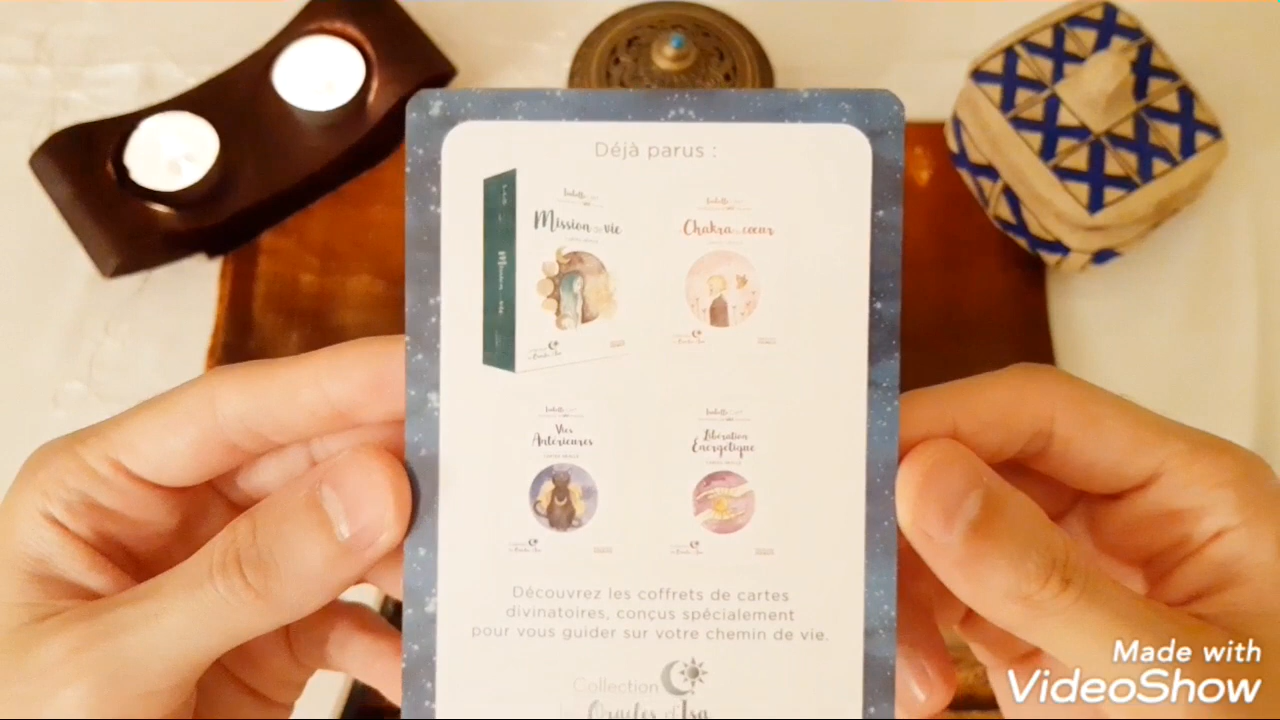 Déjà parus :
Mission de vie
Chakra du cœur
Vies
Antérieures
Libération
Énergétique
Découvrez les coffrets de cartes
divinatoires, conçus spécialement
pour vous guider sur votre chemin de vie.
Collection
Oracles d'Isa
Made with
VideoShow